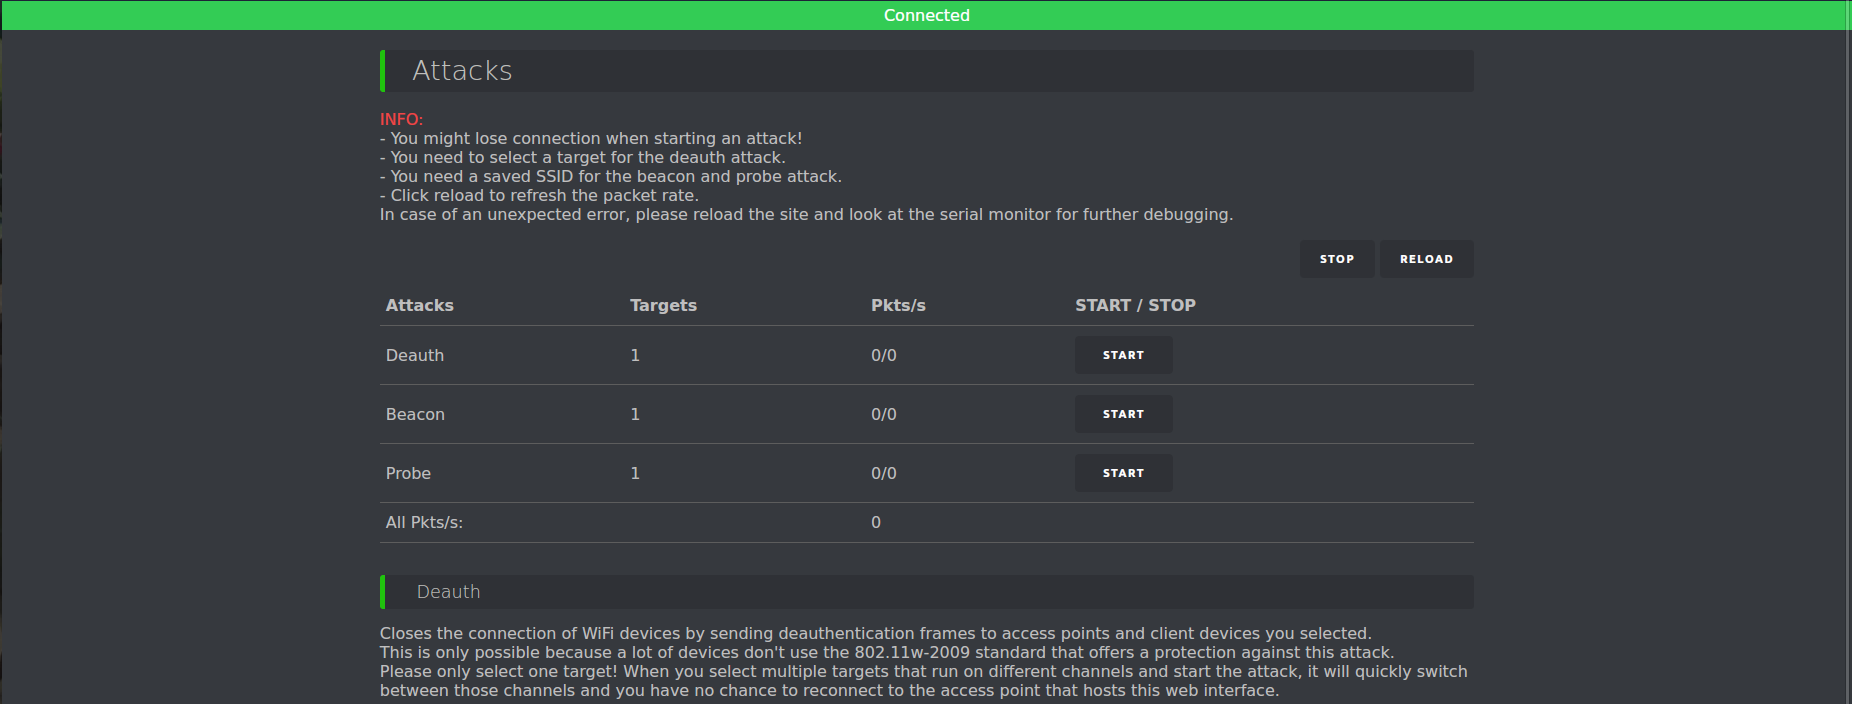 Connected
Attacks
INFO:
- You might lose connection when starting an attack!
- You need to select a target for the deauth attack.
- You need a saved SSID for the beacon and probe attack.
- Click reload to refresh the packet rate.
In case of an unexpected error, please reload the site and look at the serial monitor for further debugging.
STOP RELOAD
Attacks Targets Pkts/s START / STOP
Deauth 1 0/0 START
Beacon 1 0/0 START
Probe 1 0/0 START
All Pkts/s: 0
Deauth
Closes the connection of WiFi devices by sending deauthentication frames to access points and client devices you selected.
This is only possible because a lot of devices don't use the 802.11w-2009 standard that offers a protection against this attack.
Please only select one target! When you select multiple targets that run on different channels and start the attack, it will quickly switch
between those channels and you have no chance to reconnect to the access point that hosts this web interface.